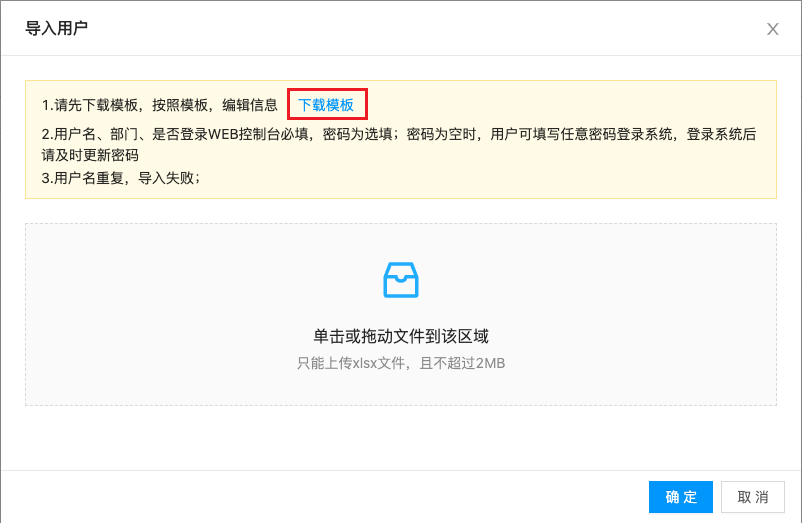 导入用户
1.请先下载模板，按照模板，编辑信息 下载模板
2.用户名、部门、是否登录WEB控制台必填，密码为选填；密码为空时，用户可填写任意密码登录系统，登录系统后
请及时更新密码
3.用户名重复，导入失败；
单击或拖动文件到该区域
只能上传xlsx文件，且不超过2MB
确 定 取 消